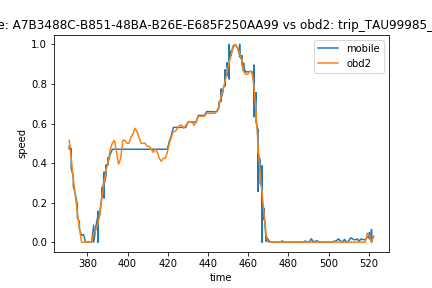 e: A7B3488C-B851-48BA-B26E-E685F250AA99 vs obd2: trip_TAU99985_
mobile
obd2
1.0
0.8
0.6
0.4
0.2
0.0
speed
380 400 420 440 460 480 500 520
time